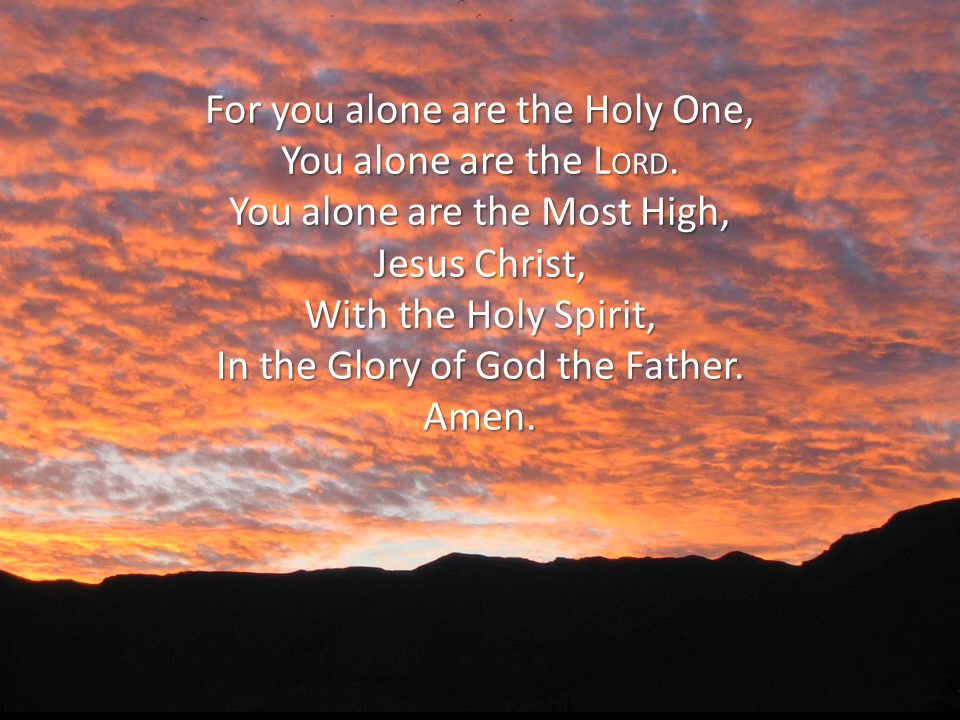 For you alone are the Holy One,
You alone are the LORD.
You alone are the Most High,
Jesus Christ,
With the Holy Spirit,
In the Glory of God the Father.
Amen.